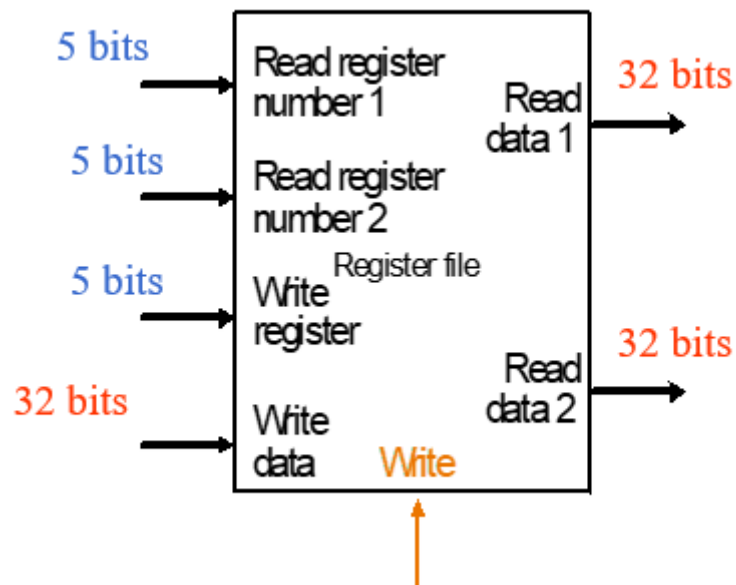 5 bits
Read register
number 1
32 bits
Read
data 1
5 bits
Read register
number 2
Register file
5 bits
Write
register
32 bits
Read
data 2
32 bits
Write
data
Write